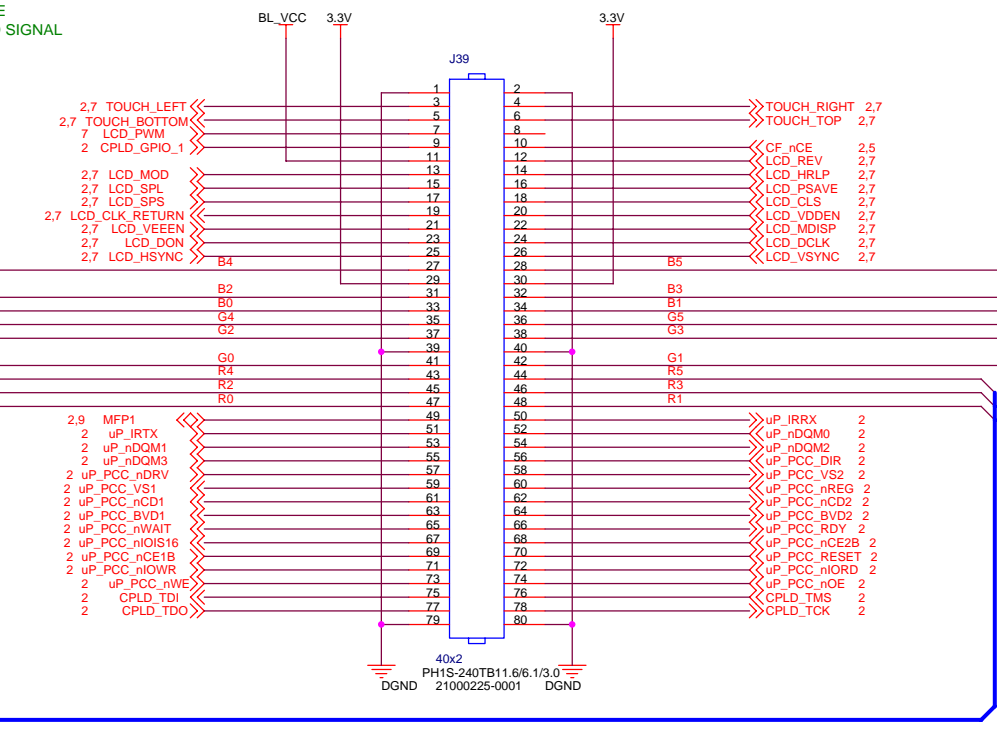 E
SIGNAL
BL_VCC 3.3V 3.3V
J39
1 2
2,7 TOUCH_LEFT 3 4 TOUCH_RIGHT 2,7
2,7 TOUCH_BOTTOM 5 6 TOUCH_TOP 2,7
7 LCD_PWM 7 8
2 CPLD_GPIO_1 9 10 CF_nCE 2,5
11 12 LCD_REV 2,7
2,7 LCD_MOD 13 14 LCD_HRLP 2,7
2,7 LCD_SPL 15 16 LCD_PSAVE 2,7
2,7 LCD_SPS 17 18 LCD_CLS 2,7
2,7 LCD_CLK_RETURN 19 20 LCD_VDDEN 2,7
2,7 LCD_VEEEN 21 22 LCD_MDISP 2,7
2,7 LCD_DON 23 24 LCD_DCLK 2,7
2,7 LCD_HSYNC 25 26 LCD_VSYNC 2,7
B4 27 28 B5
29 30
B2 31 32 B3
B0 33 34 B1
G4 35 36 G5
G2 37 38 G3
39 40
G0 41 42 G1
R4 43 44 R5
R2 45 46 R3
R0 47 48 R1
2,9 MFP1 49 50 uP_IRRX 2
2 uP_IRTX 51 52 uP_nDQM0 2
2 uP_nDQM1 53 54 uP_nDQM2 2
2 uP_nDQM3 55 56 uP_PCC_DIR 2
2 uP_PCC_nDRV 57 58 uP_PCC_VS2 2
2 uP_PCC_VS1 59 60 uP_PCC_nREG 2
2 uP_PCC_nCD1 61 62 uP_PCC_nCD2 2
2 uP_PCC_BVD1 63 64 uP_PCC_BVD2 2
2 uP_PCC_nWAIT 65 66 uP_PCC_RDY 2
2 uP_PCC_nIOIS16 67 68 uP_PCC_nCE2B 2
2 uP_PCC_nCE1B 69 70 uP_PCC_RESET 2
2 uP_PCC_nIOWR 71 72 uP_PCC_nIORD 2
2 uP_PCC_nWE 73 74 uP_PCC_nOE 2
2 CPLD_TDI 75 76 CPLD_TMS 2
2 CPLD_TDO 77 78 CPLD_TCK 2
79 80
40x2
PH1S-240TB11.6/6.1/3.0
DGND 21000225-0001 DGND